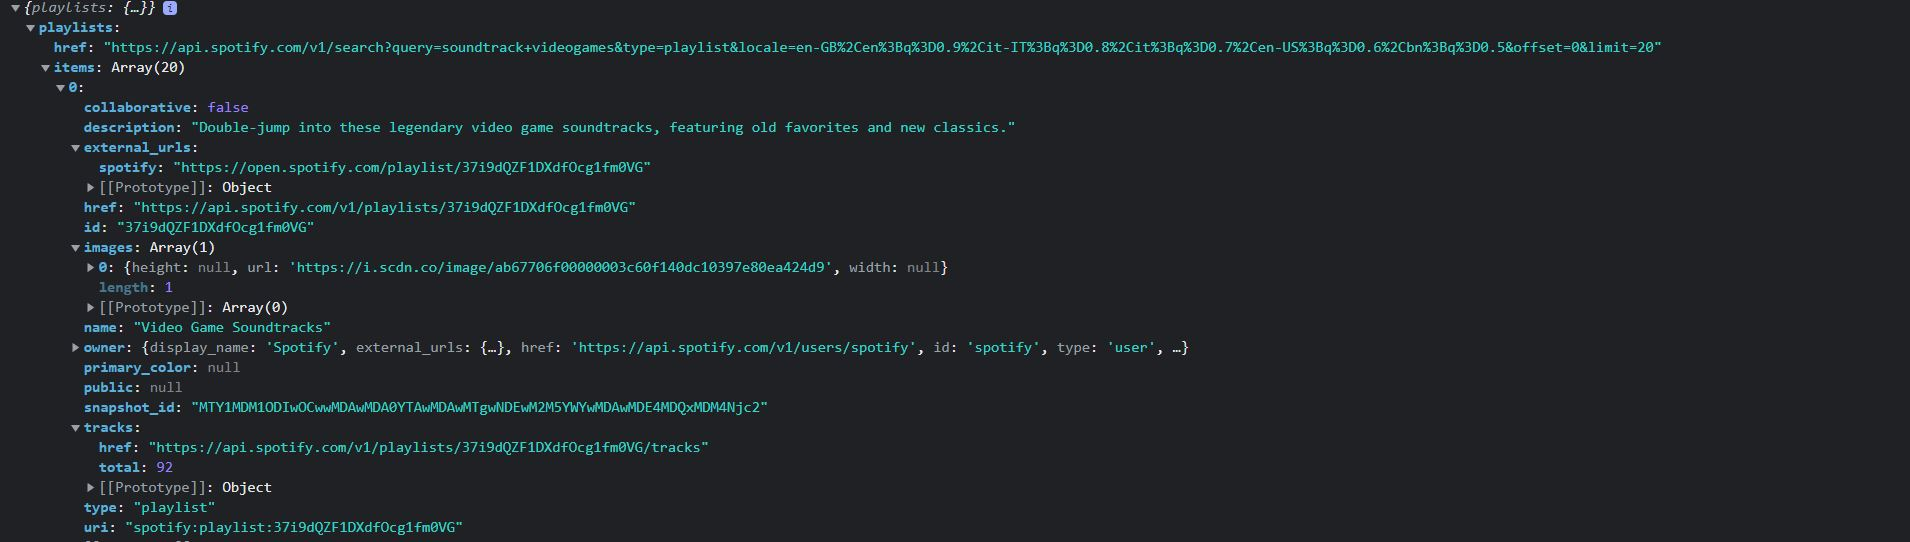 ▼{playlists: {…}} i
▼playlists:
href: "https://api.spotify.com/v1/search?query=soundtrack+videogames&type=playlist&locale=en-GB%2Cen%3Bq%3D0.9%2Cit-IT%3Bq%3D0.8%2Cit%3Bq%3D0.7%2Cen-US%3Bq%3D0.6%2Cbn%3Bq%3D0.5&offset=0&limit=20"
▼items: Array(20)
▼0:
collaborative: false
description: "Double-jump into these legendary video game soundtracks, featuring old favorites and new classics."
▼external_urls:
spotify: "https://open.spotify.com/playlist/37i9dQZF1DXdfOcg1fm0VG"
▶[[Prototype]]: Object
href: "https://api.spotify.com/v1/playlists/37i9dQZF1DXdfOcg1fm0VG"
id: "37i9dQZF1DXdfOcg1fm0VG"
▼images: Array(1)
▶0: {height: null, url: 'https://i.scdn.co/image/ab67706f00000003c60f140dc10397e80ea424d9', width: null}
length: 1
▶[[Prototype]]: Array(0)
name: "Video Game Soundtracks"
▶owner: {display_name: 'Spotify', external_urls: {…}, href: 'https://api.spotify.com/v1/users/spotify', id: 'spotify', type: 'user', …}
primary_color: null
public: null
snapshot_id: "MTY1MDM1ODIwOCwwMDAwMDA0YTAwMDAwMTgwNDEwM2M5YWYwMDAwMDE4MDQxMDM4Njc2"
▼tracks:
href: "https://api.spotify.com/v1/playlists/37i9dQZF1DXdfOcg1fm0VG/tracks"
total: 92
▶[[Prototype]]: Object
type: "playlist"
uri: "spotify:playlist:37i9dQZF1DXdfOcg1fm0VG"